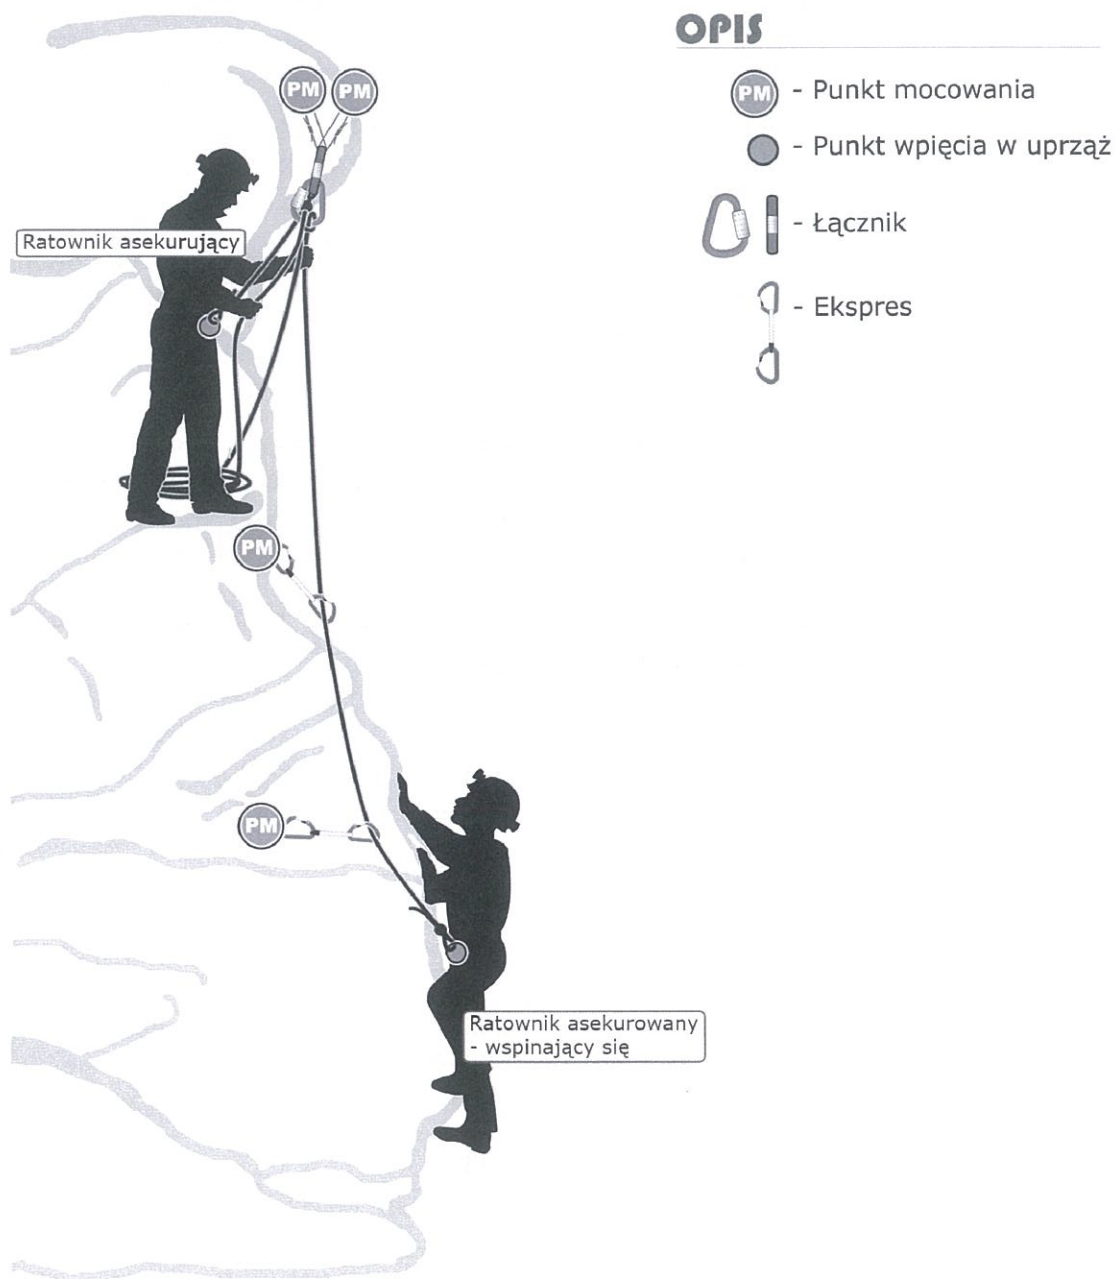 OPIS
PM - Punkt mocowania
- Punkt wpięcia w uprząż
- Łącznik
- Ekspres
PM PM
Ratownik asekurujący
PM
PM
Ratownik asekurowany
- wspinający się